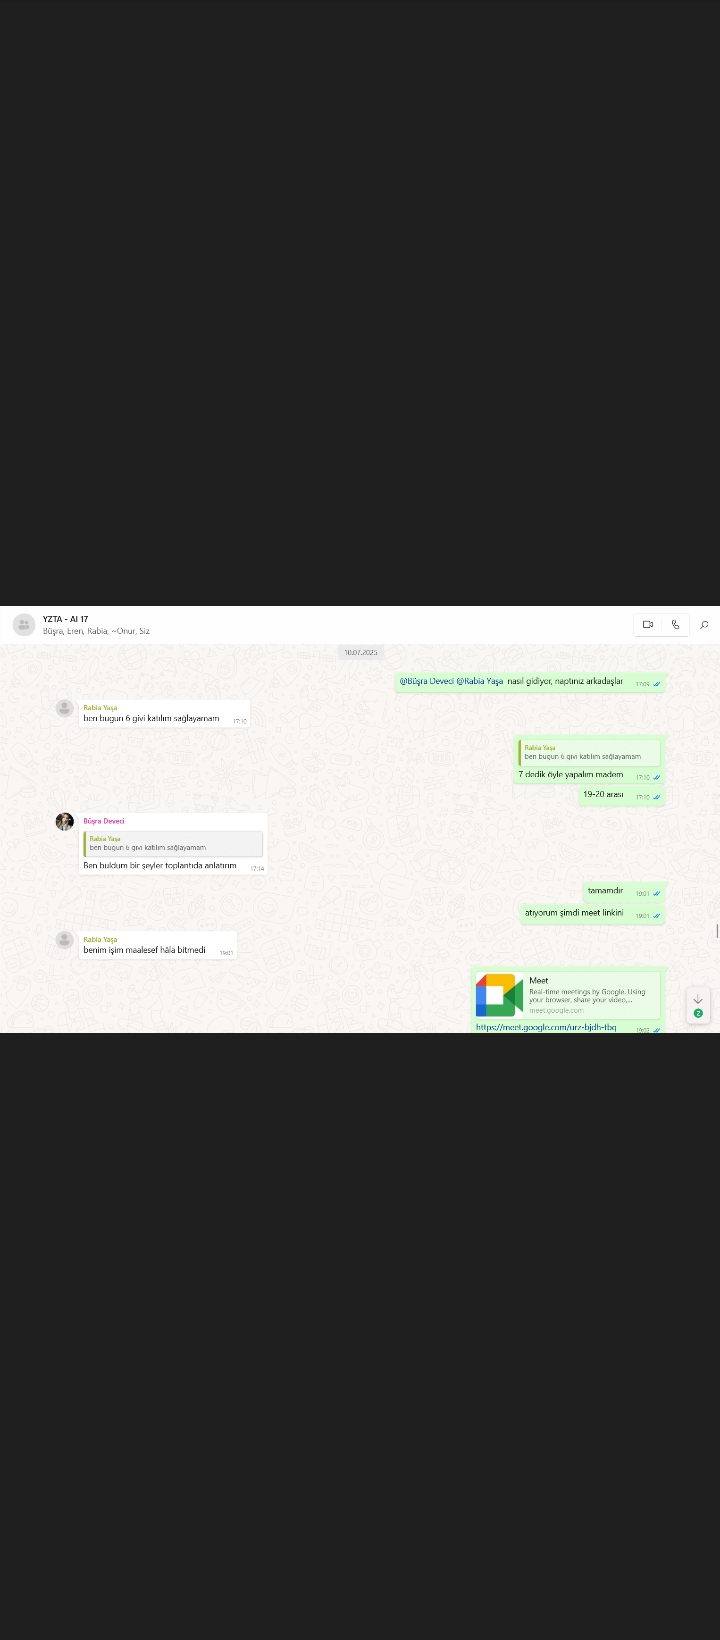 YZTA - AI 17
Büşra, Eren, Rabia, ~Onur, Siz
10.07.2025
@Büşra Deveci @Rabia Yaşa nasıl gidiyor, naptınız arkadaşlar 17:09
Rabia Yaşa
ben bugun 6 givi katılım sağlayamam 17:10
Rabia Yaşa
ben bugun 6 givi katılım sağlayamam
7 dedik öyle yapalım madem 17:10
19-20 arası 17:10
Büşra Deveci
Rabia Yaşa
ben bugun 6 givi katılım sağlayamam
Ben buldum bir şeyler toplantıda anlatırım 17:14
tamamdır 19:01
atıyorum şimdi meet linkini 19:01
Rabia Yaşa
benim işim maalesef hâla bitmedi 19:01
Meet
Real-time meetings by Google. Using
your browser, share your video,...
meet.google.com
https://meet.google.com/urz-bjdh-tbq 19:02
2